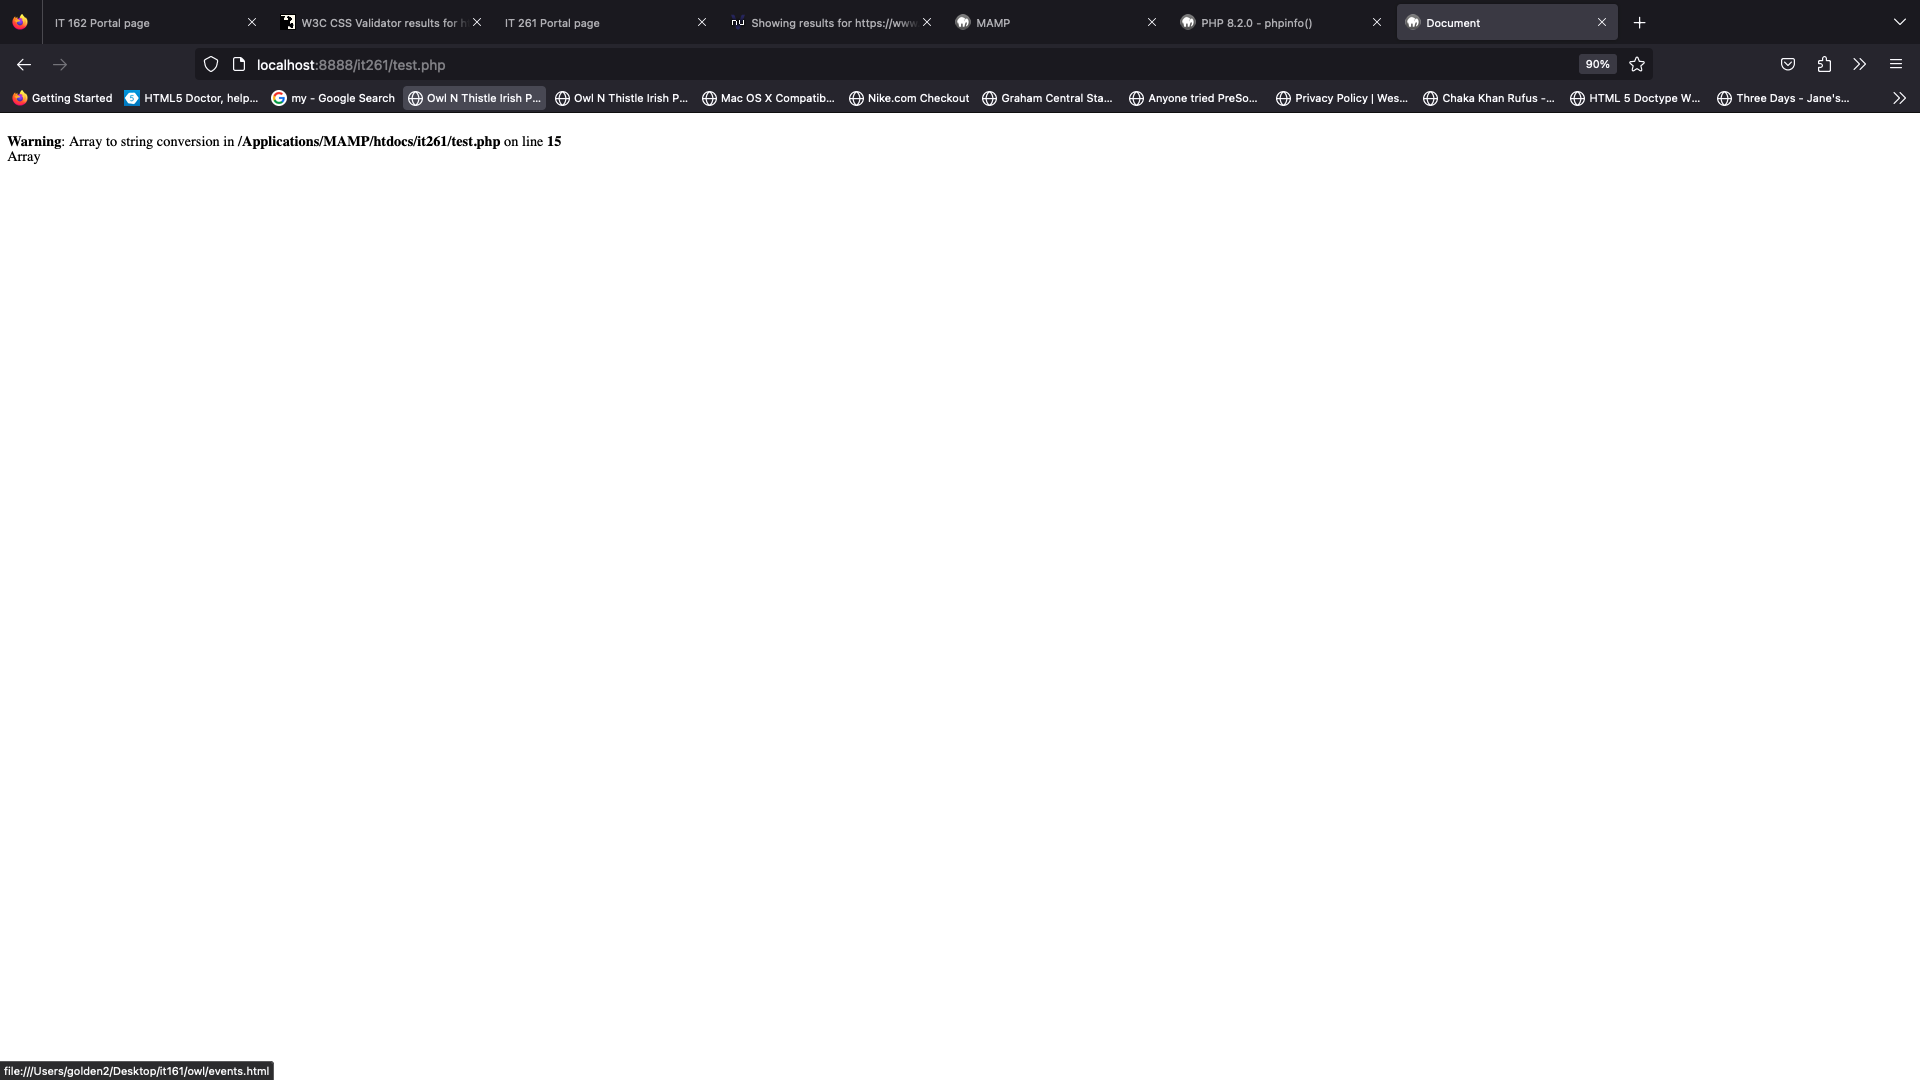 IT 162 Portal page
W3C CSS Validator results for h
IT 261 Portal page
nu Showing results for https://www
MAMP
PHP 8.2.0 - phpinfo()
Document
localhost:8888/it261/test.php
90%
Getting Started
HTML5 Doctor, help...
my - Google Search
Owl N Thistle Irish P...
Owl N Thistle Irish P...
Mac OS X Compatib...
Nike.com Checkout
Graham Central Sta...
Anyone tried PreSo...
Privacy Policy | Wes...
Chaka Khan Rufus -...
HTML 5 Doctype W...
Three Days - Jane's...
Warning: Array to string conversion in /Applications/MAMP/htdocs/it261/test.php on line 15
Array
file:///Users/golden2/Desktop/it161/owl/events.html